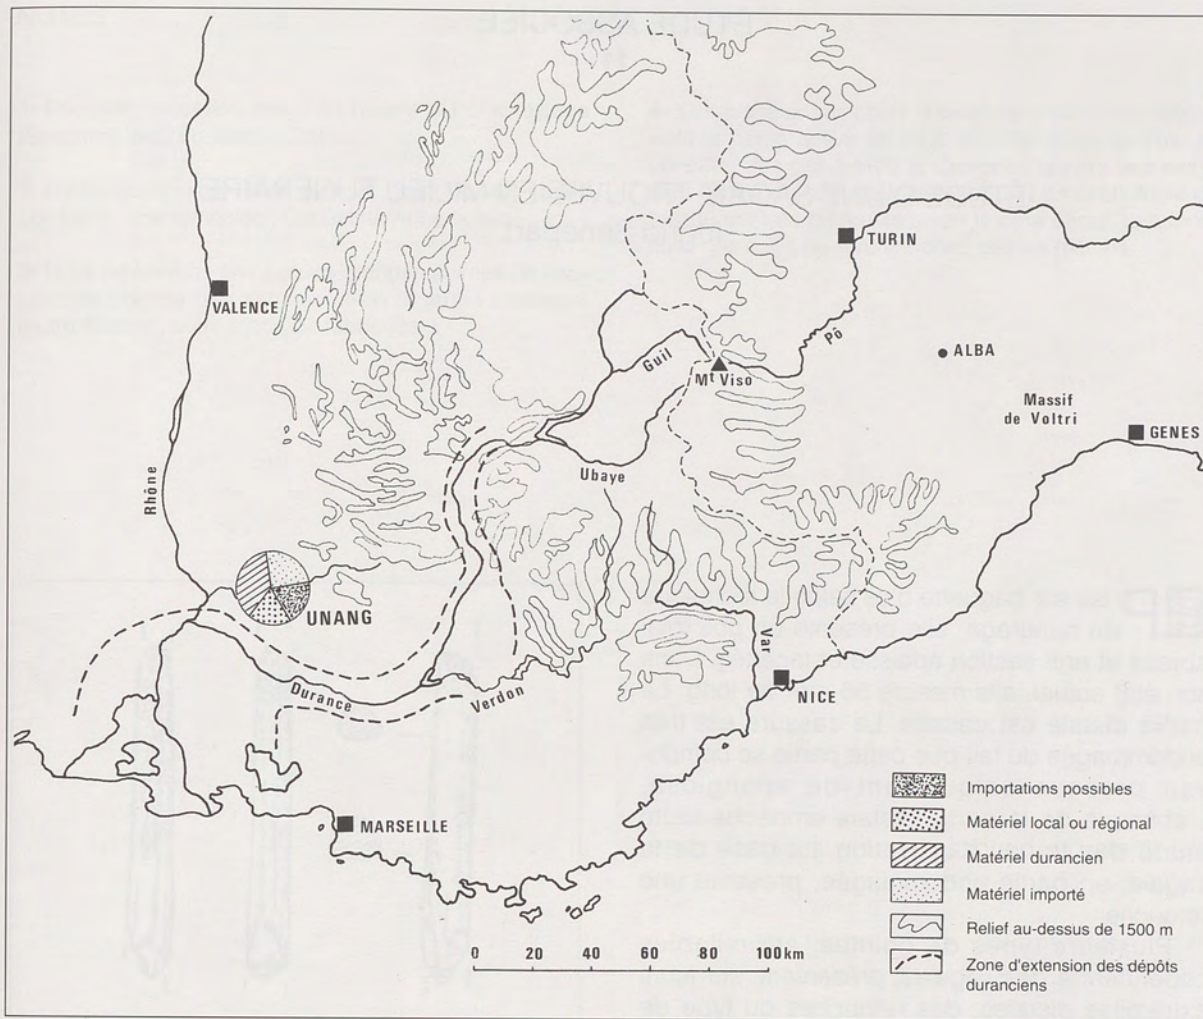 TURIN
VALENCE
Guil
Pô
Mt Viso
ALBA
Massif
de Voltri
GENES
Rhône
Ubaye
UNANG
Durance
Verdon
Var
NICE
MARSEILLE
Importations possibles
Matériel local ou régional
Matériel durancien
Matériel importé
Relief au-dessus de 1500 m
Zone d'extension des dépôts
duranciens
0 20 40 60 80 100 km